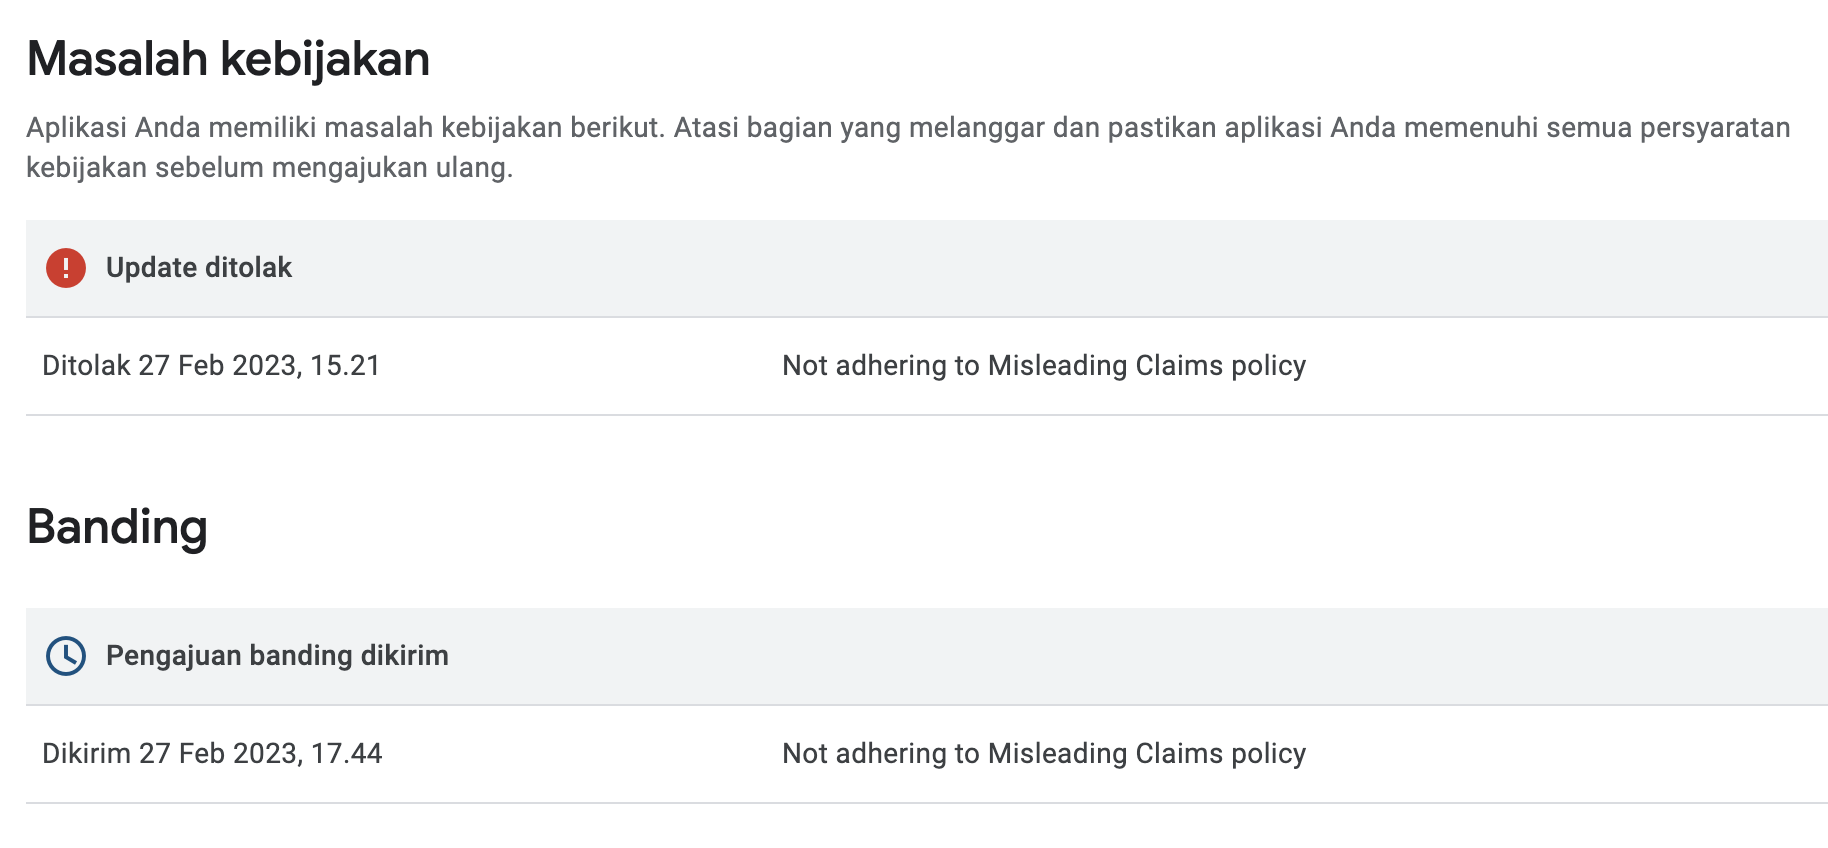 Masalah kebijakan
Aplikasi Anda memiliki masalah kebijakan berikut. Atasi bagian yang melanggar dan pastikan aplikasi Anda memenuhi semua persyaratan
kebijakan sebelum mengajukan ulang.
Update ditolak
Ditolak 27 Feb 2023, 15.21 Not adhering to Misleading Claims policy
Banding
Pengajuan banding dikirim
Dikirim 27 Feb 2023, 17.44 Not adhering to Misleading Claims policy